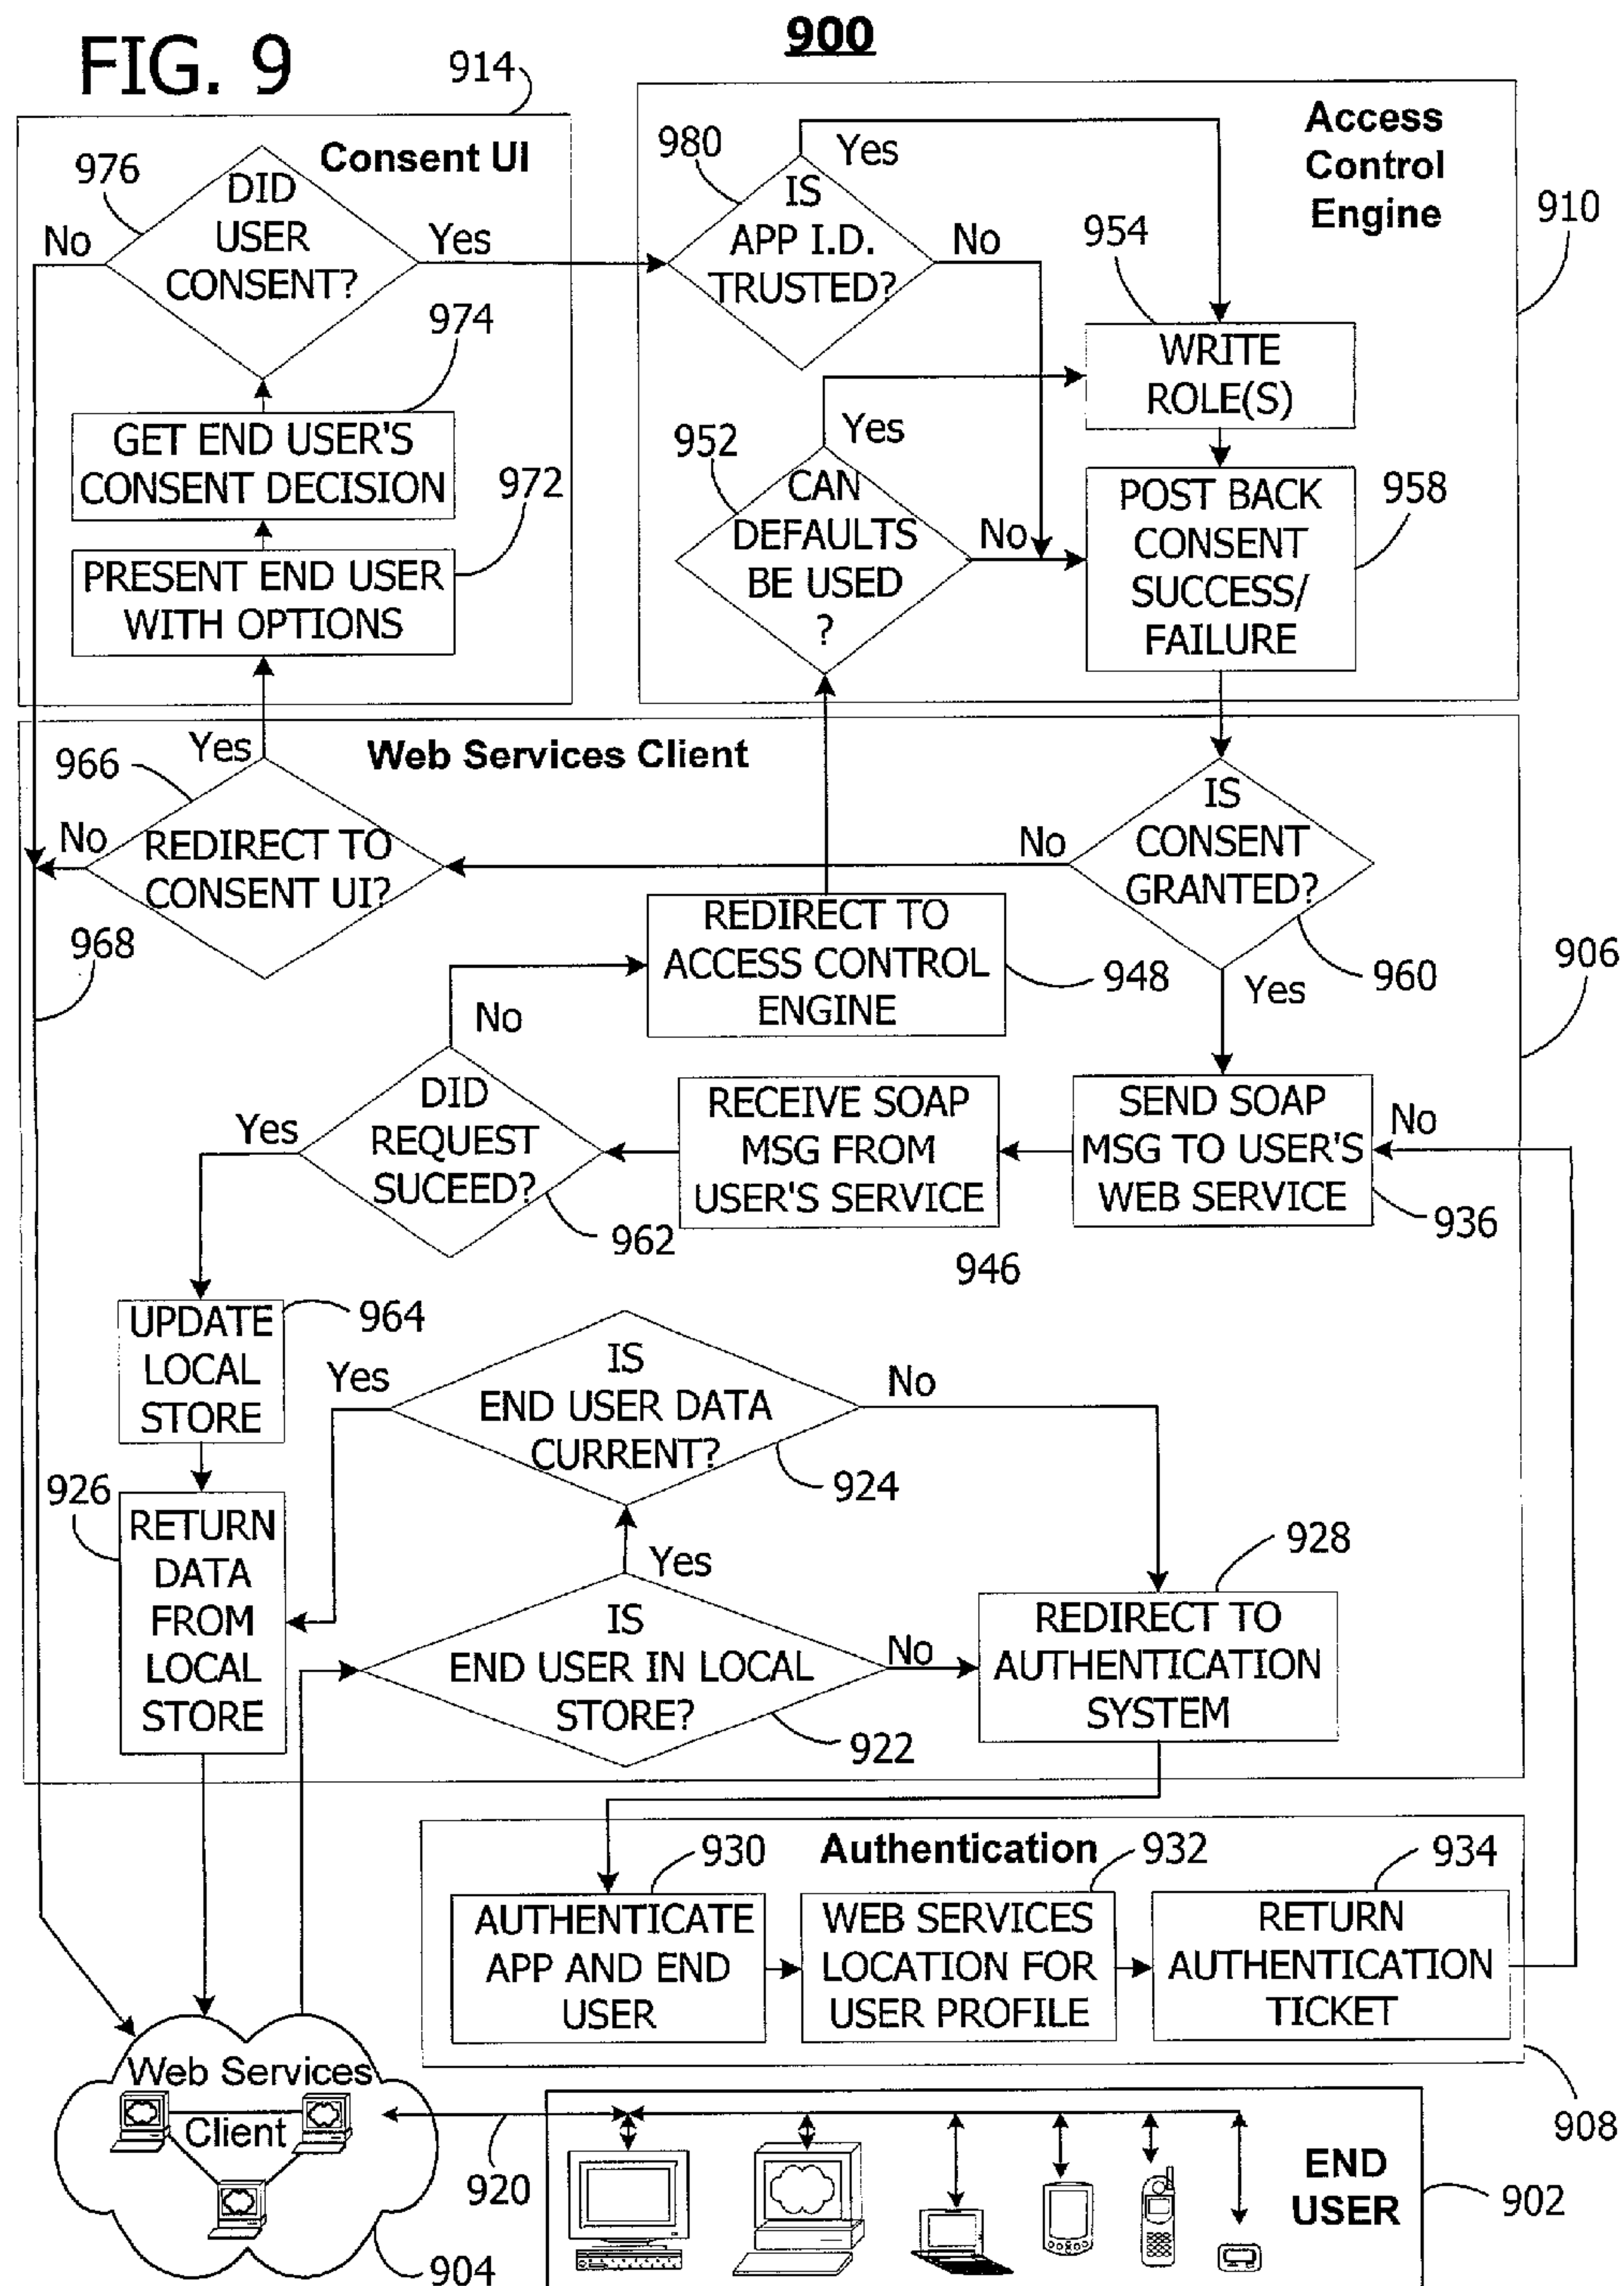 FIG. 9
900
914
Consent UI
976
DID
USER
CONSENT?
No
Yes
974
GET END USER'S
CONSENT DECISION
972
PRESENT END USER
WITH OPTIONS
Access
Control
Engine
910
980
Yes
IS
APP I.D.
TRUSTED?
No
954
WRITE
ROLE(S)
952
Yes
CAN
DEFAULTS
BE USED
?
No
POST BACK
CONSENT
SUCCESS/
FAILURE
958
Web Services Client
966
Yes
No
REDIRECT TO
CONSENT UI?
968
No
IS
CONSENT
GRANTED?
960
Yes
906
REDIRECT TO
ACCESS CONTROL
ENGINE
948
No
DID
REQUEST
SUCEED?
Yes
962
RECEIVE SOAP
MSG FROM
USER'S SERVICE
946
SEND SOAP
MSG TO USER'S
WEB SERVICE
No
936
UPDATE
LOCAL
STORE
964
Yes
IS
END USER DATA
CURRENT?
No
924
926
RETURN
DATA
FROM
LOCAL
STORE
Yes
IS
END USER IN LOCAL
STORE?
No
922
928
REDIRECT TO
AUTHENTICATION
SYSTEM
Authentication
930
932
934
AUTHENTICATE
APP AND END
USER
WEB SERVICES
LOCATION FOR
USER PROFILE
RETURN
AUTHENTICATION
TICKET
908
Web Services
Client
904
920
END
USER
902